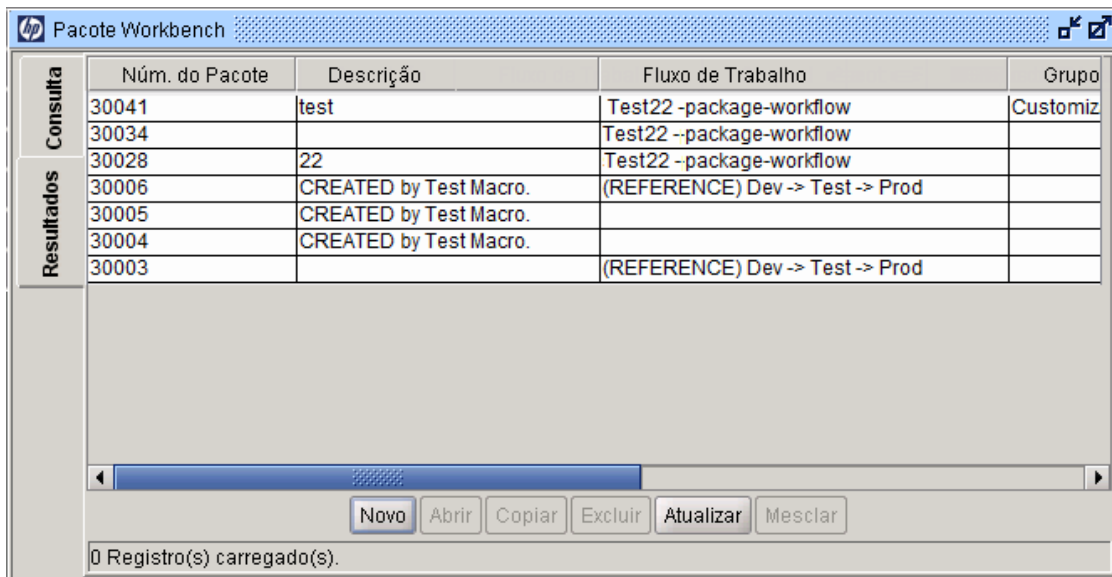 hp Pacote Workbench
Consulta
Resultados
Núm. do Pacote Descrição Fluxo de Trabalho Grupo
30041 test Test22 -package-workflow Customiz
30034 Test22 --package-workflow
30028 22 Test22 --package-workflow
30006 CREATED by Test Macro. (REFERENCE) Dev -> Test -> Prod
30005 CREATED by Test Macro.
30004 CREATED by Test Macro.
30003 (REFERENCE) Dev -> Test -> Prod
Novo Abrir Copiar Excluir Atualizar Mesclar
0 Registro(s) carregado(s).